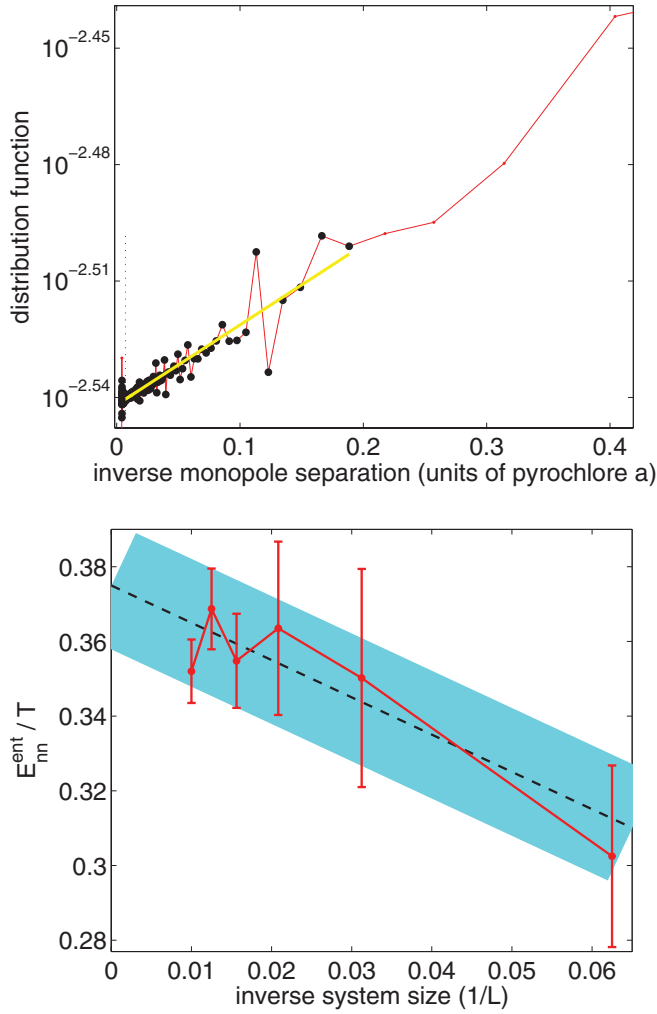 10^-2.45
10^-2.48
10^-2.51
10^-2.54
distribution function
0 0.1 0.2 0.3 0.4
inverse monopole separation (units of pyrochlore a)
0.38
0.36
0.34
0.32
0.3
0.28
E_nn^ent / T
0 0.01 0.02 0.03 0.04 0.05 0.06
inverse system size (1/L)